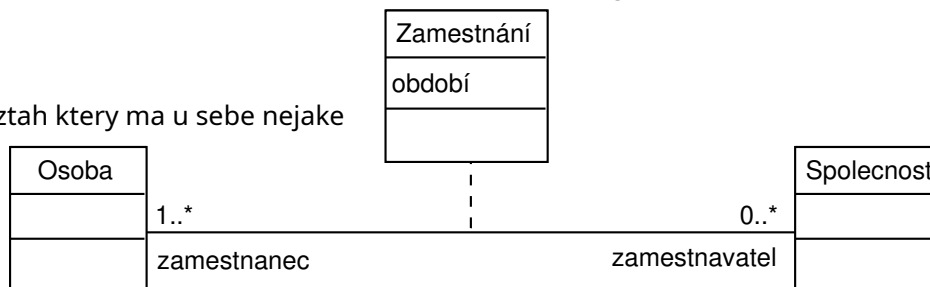 Zamestnání
období
ztah ktery ma u sebe nejake
Osoba
Spolecnost
1..*
0..*
zamestnanec
zamestnavatel